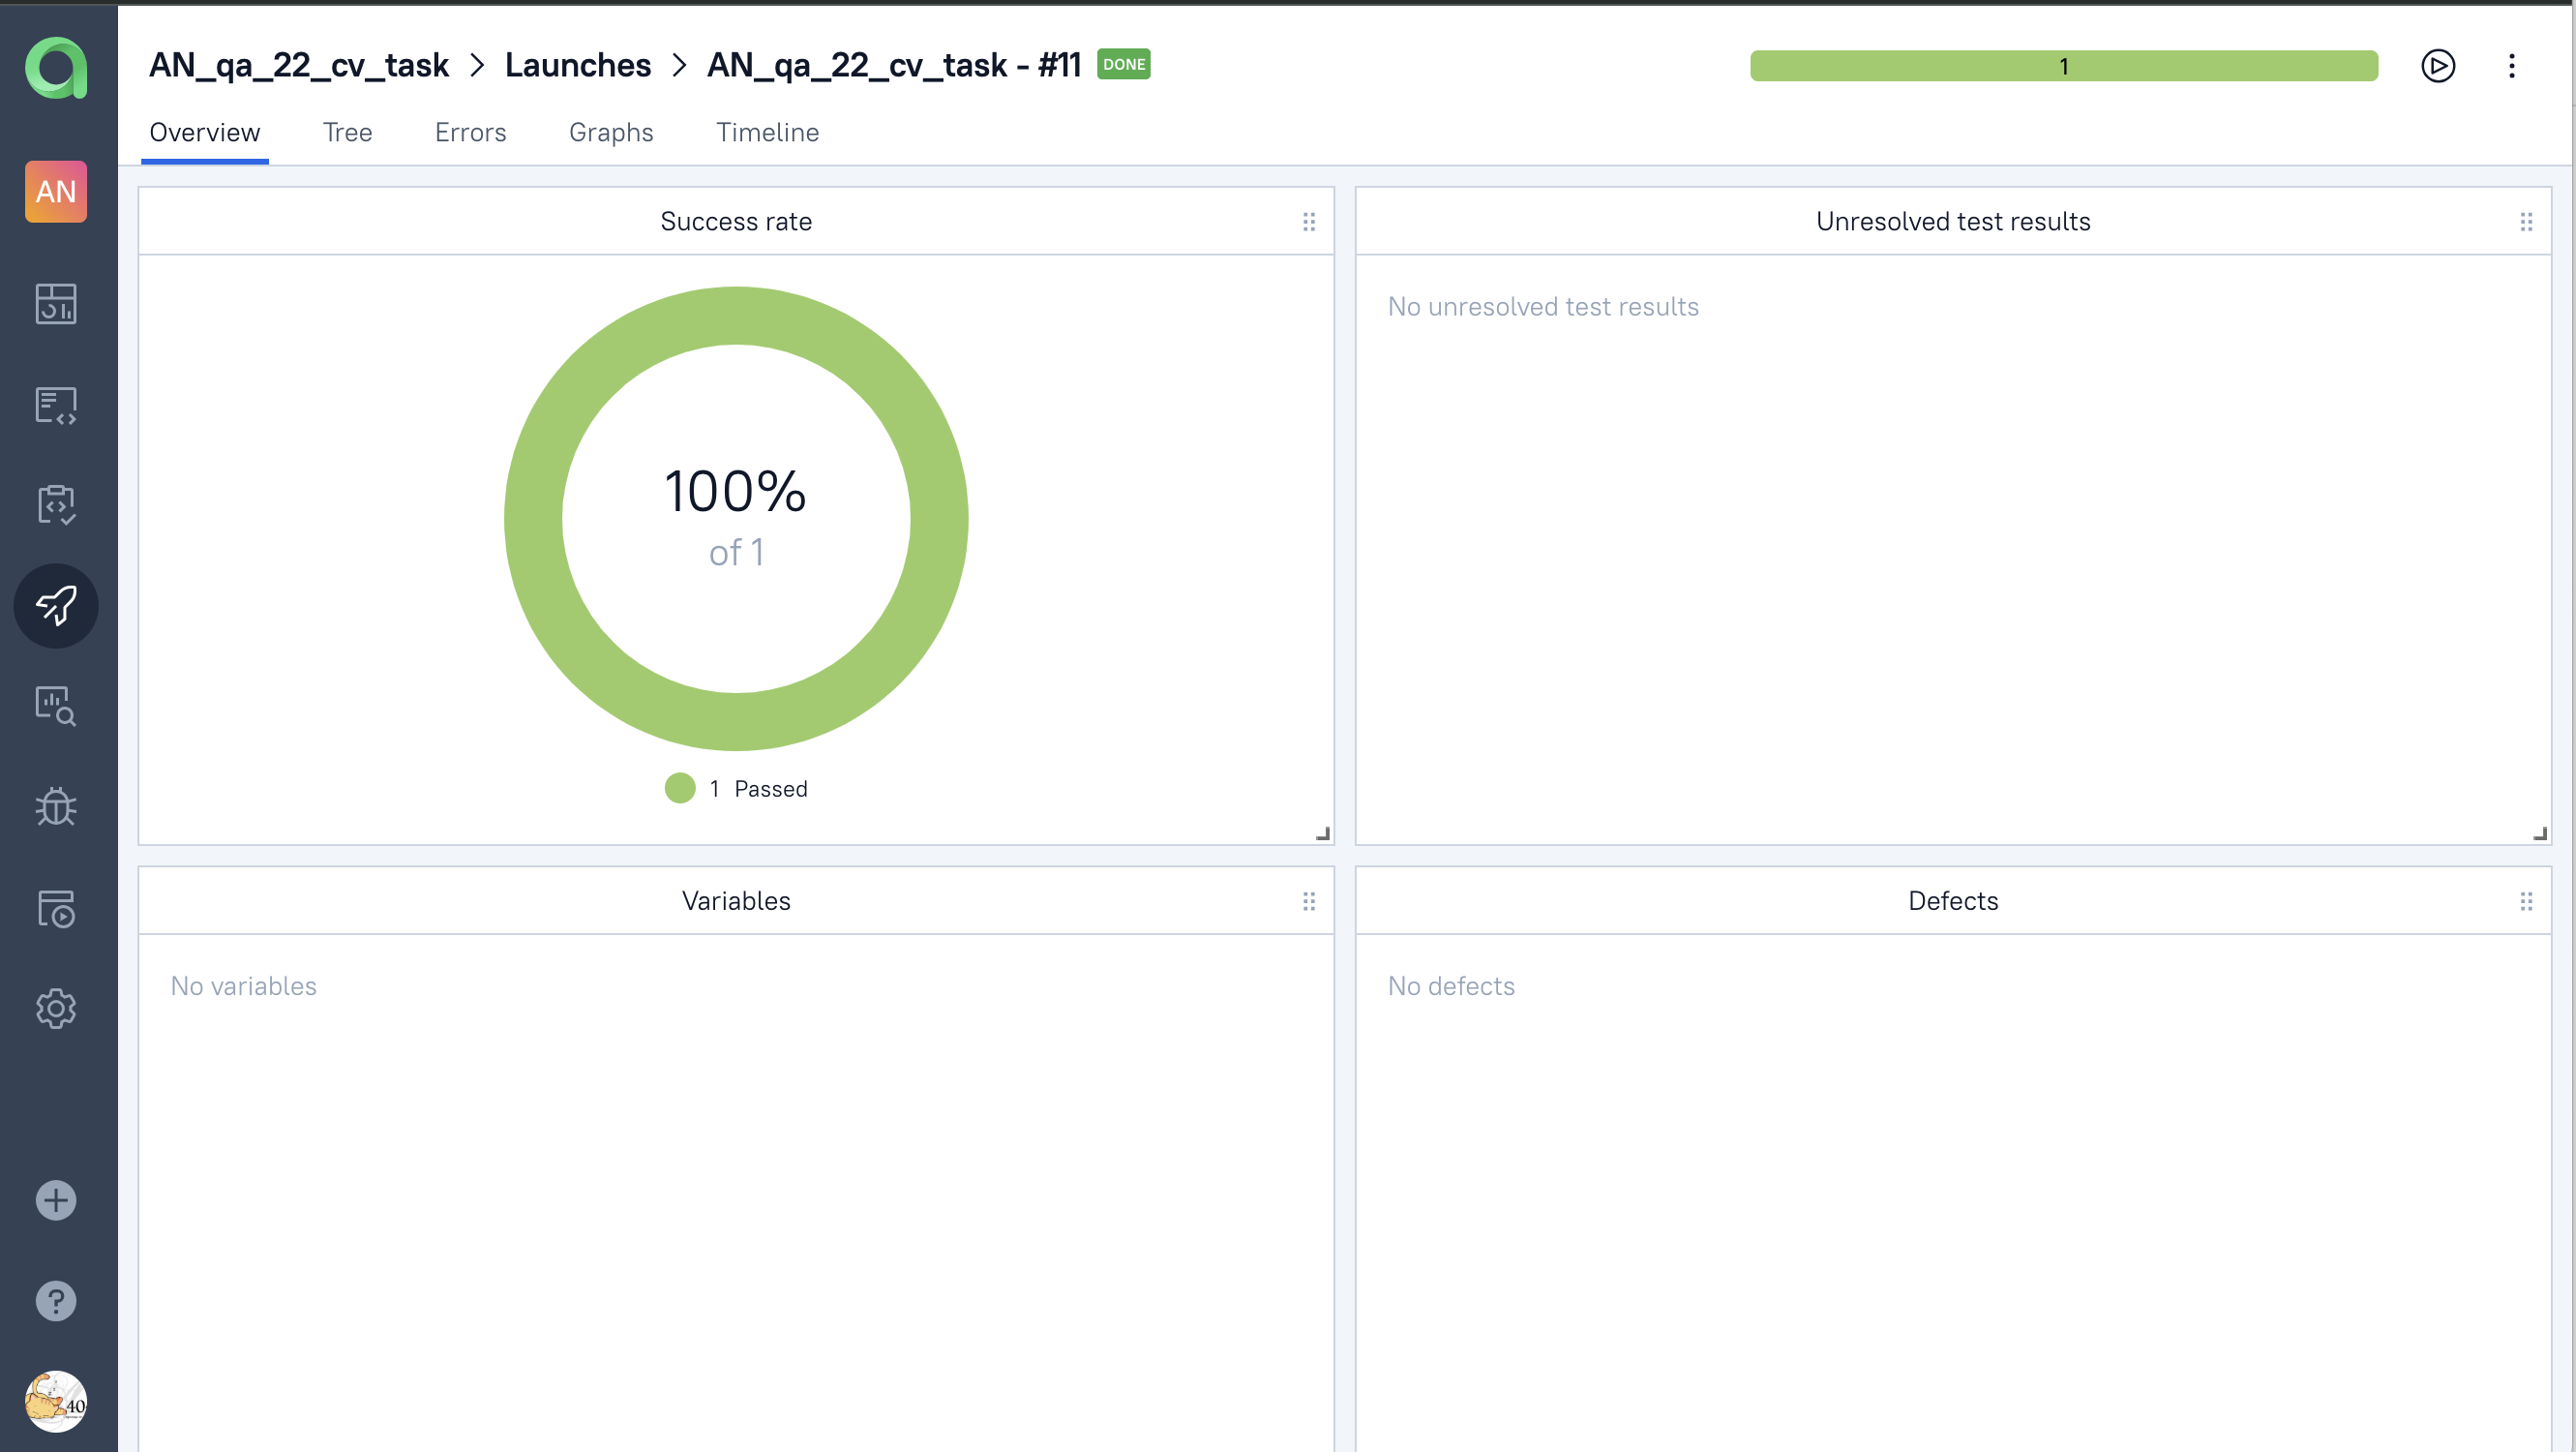 AN_qa_22_cv_task > Launches > AN_qa_22_cv_task - #11 DONE
1
AN
Overview Tree Errors Graphs Timeline
Success rate
100%
of 1
1 Passed
Unresolved test results
No unresolved test results
Variables
No variables
Defects
No defects
40